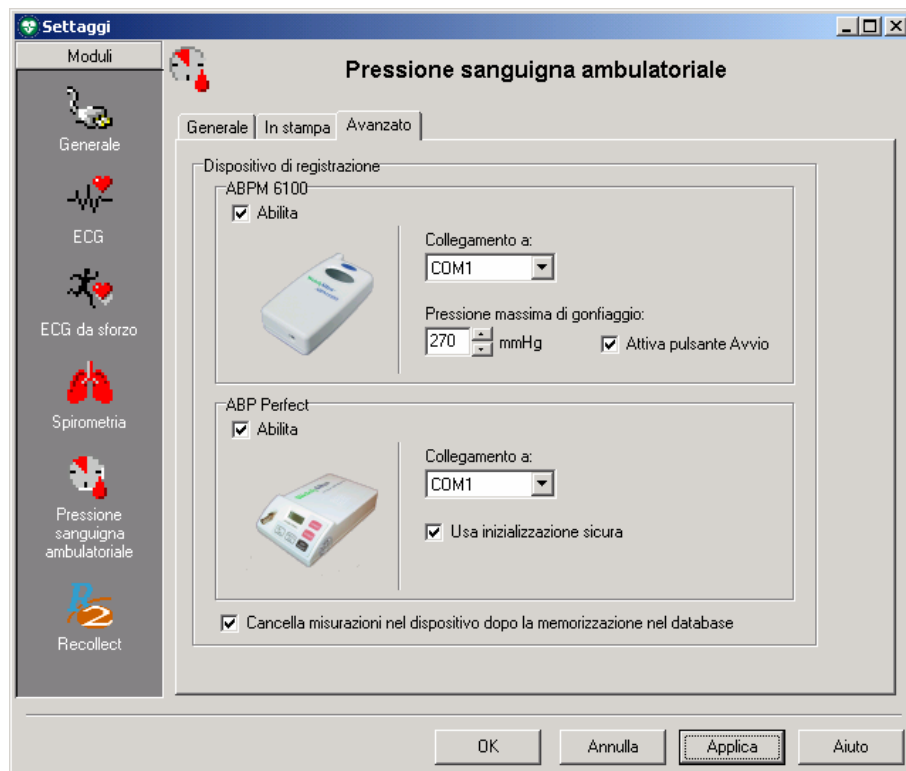 Settaggi
Moduli
Generale
ECG
ECG da sforzo
Spirometria
Pressione
sanguigna
ambulatoriale
Recollect
Pressione sanguigna ambulatoriale
Generale
In stampa
Avanzato
Dispositivo di registrazione
ABPM 6100
Abilita
Collegamento a:
COM1
Pressione massima di gonfiaggio:
270 mmHg
Attiva pulsante Avvio
ABP Perfect
Abilita
Collegamento a:
COM1
Usa inizializzazione sicura
Cancella misurazioni nel dispositivo dopo la memorizzazione nel database
OK
Annulla
Applica
Aiuto